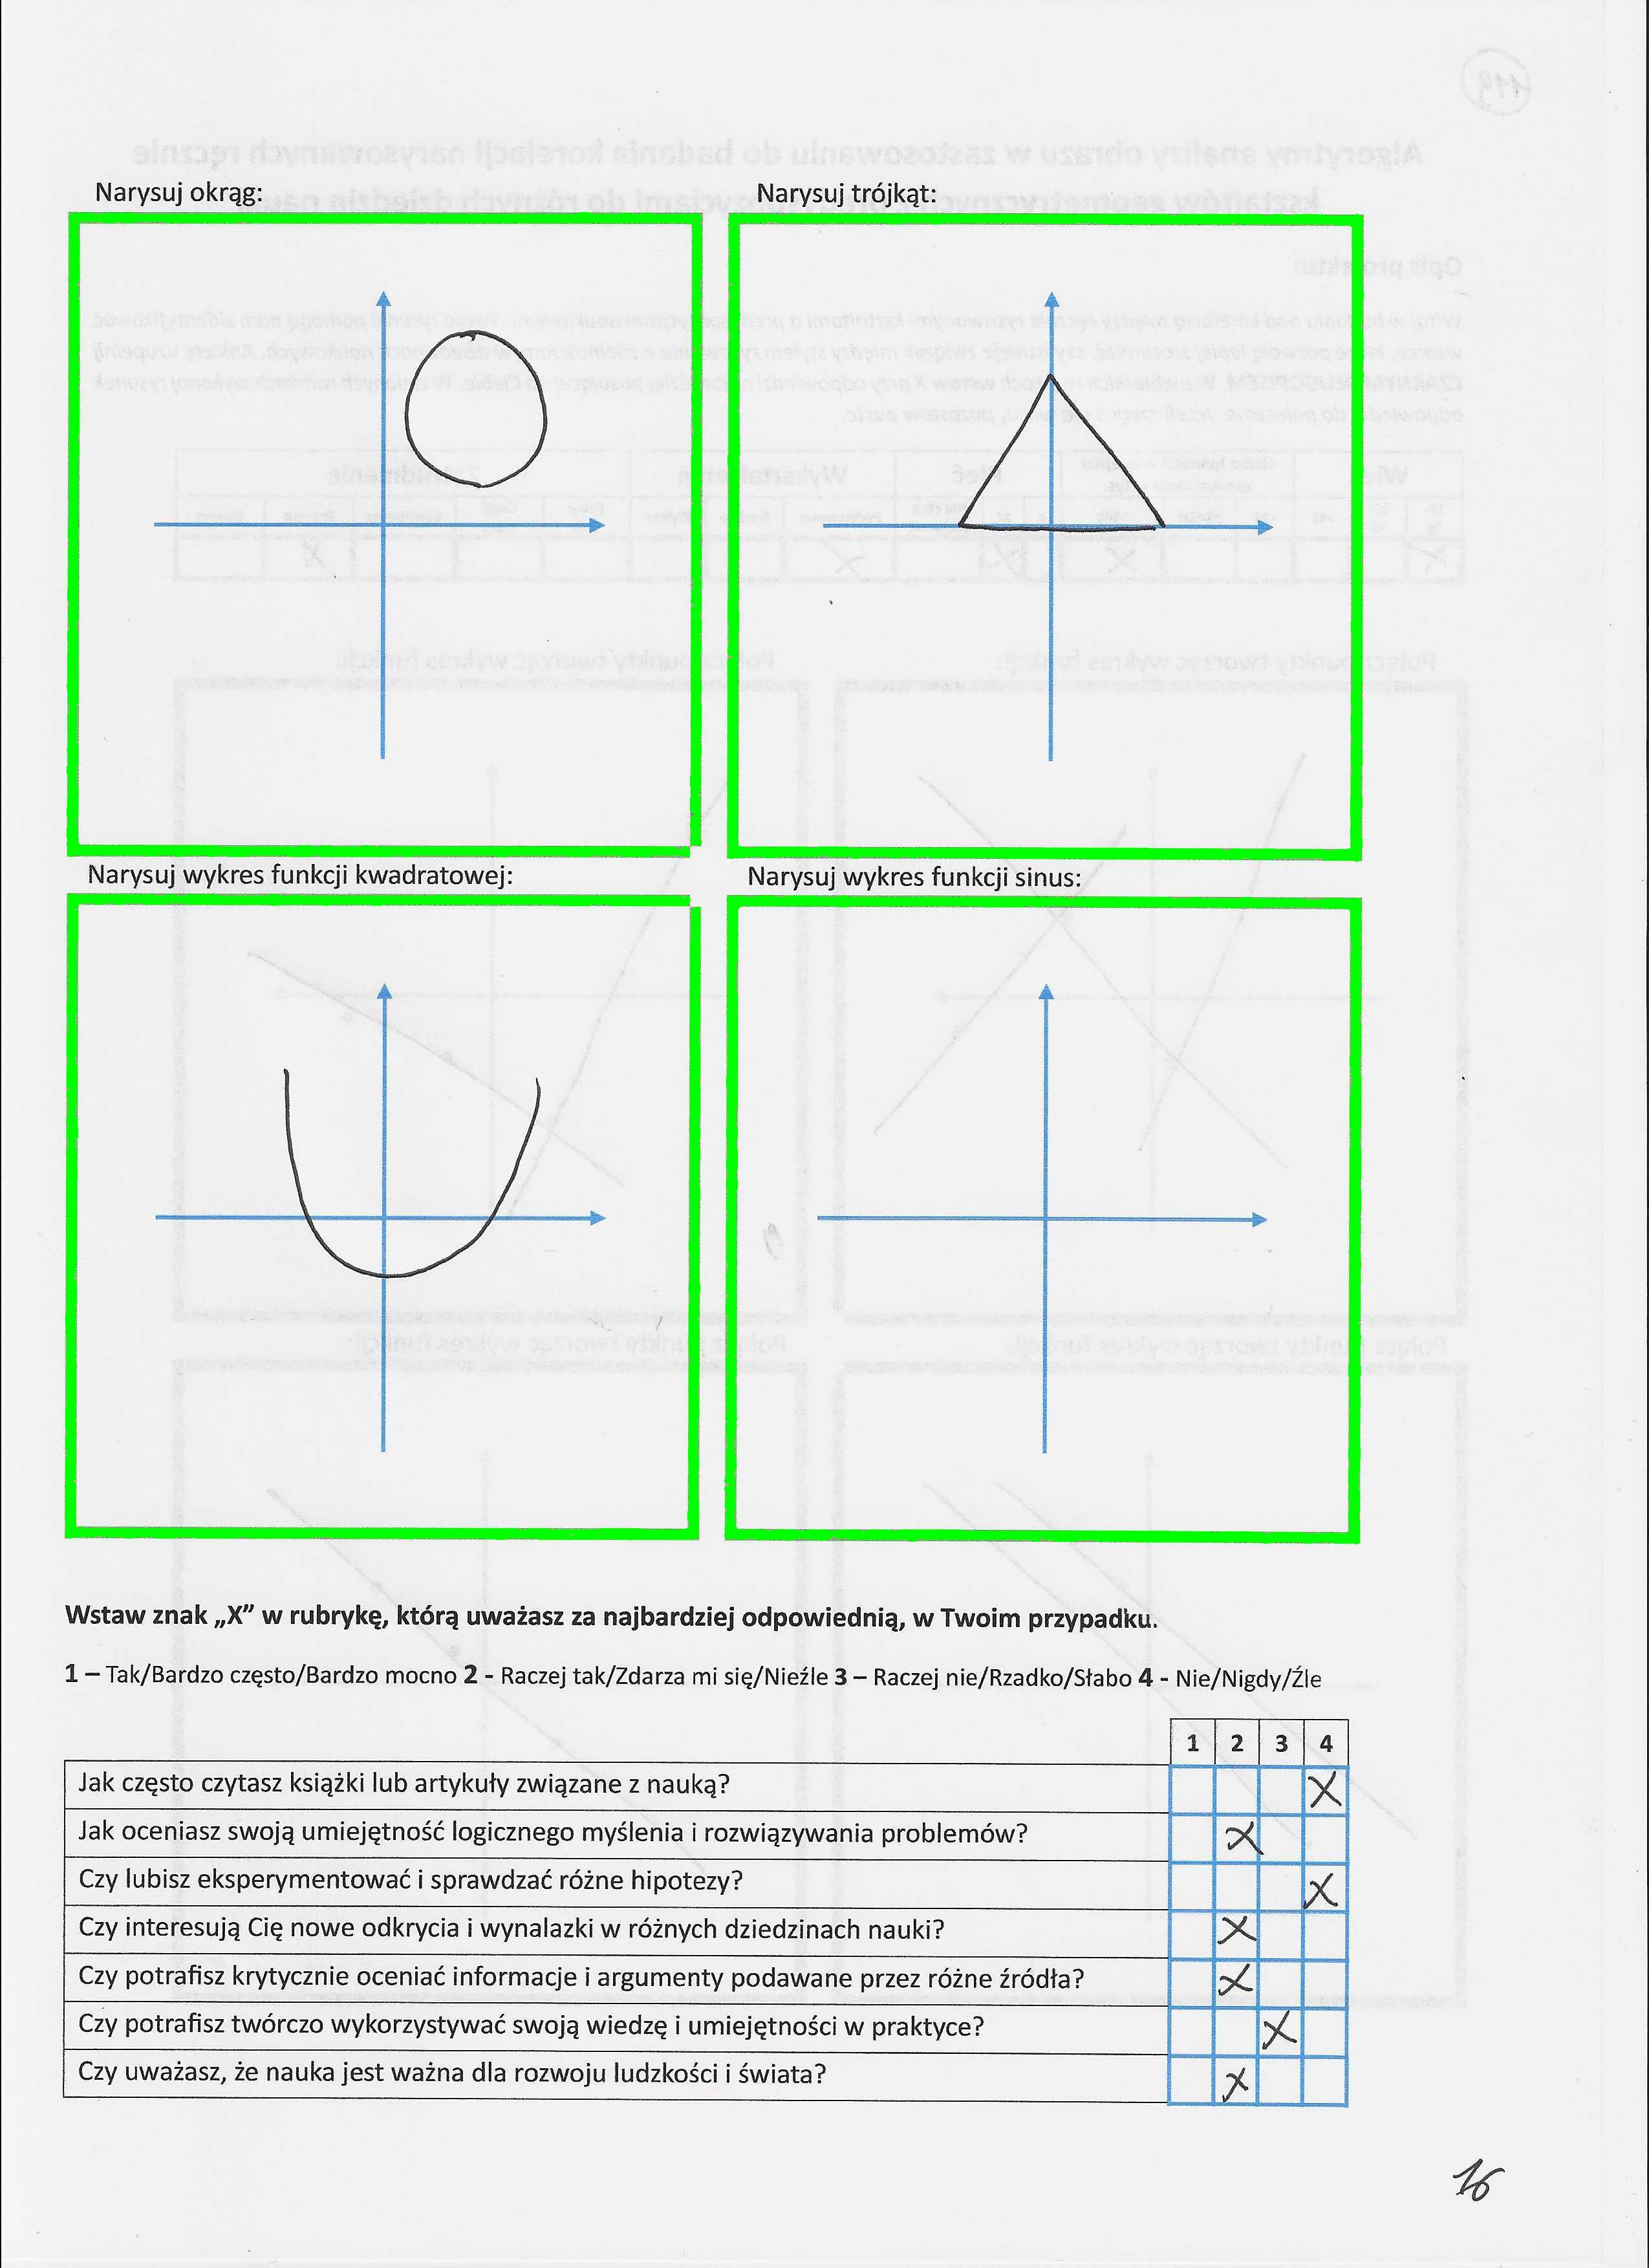 Narysuj okrąg:
Narysuj trójkąt:
Narysuj wykres funkcji kwadratowej:
Narysuj wykres funkcji sinus:
Wstaw znak „X” w rubrykę, którą uważasz za najbardziej odpowiednią, w Twoim przypadku.
1 – Tak/Bardzo często/Bardzo mocno 2 - Raczej tak/Zdarza mi się/Nieźle 3 – Raczej nie/Rzadko/Słabo 4 - Nie/Nigdy/Źle
1 2 3 4
Jak często czytasz książki lub artykuły związane z nauką? X
Jak oceniasz swoją umiejętność logicznego myślenia i rozwiązywania problemów? X
Czy lubisz eksperymentować i sprawdzać różne hipotezy? X
Czy interesują Cię nowe odkrycia i wynalazki w różnych dziedzinach nauki? X
Czy potrafisz krytycznie oceniać informacje i argumenty podawane przez różne źródła? X
Czy potrafisz twórczo wykorzystywać swoją wiedzę i umiejętności w praktyce? X
Czy uważasz, że nauka jest ważna dla rozwoju ludzkości i świata? X
16